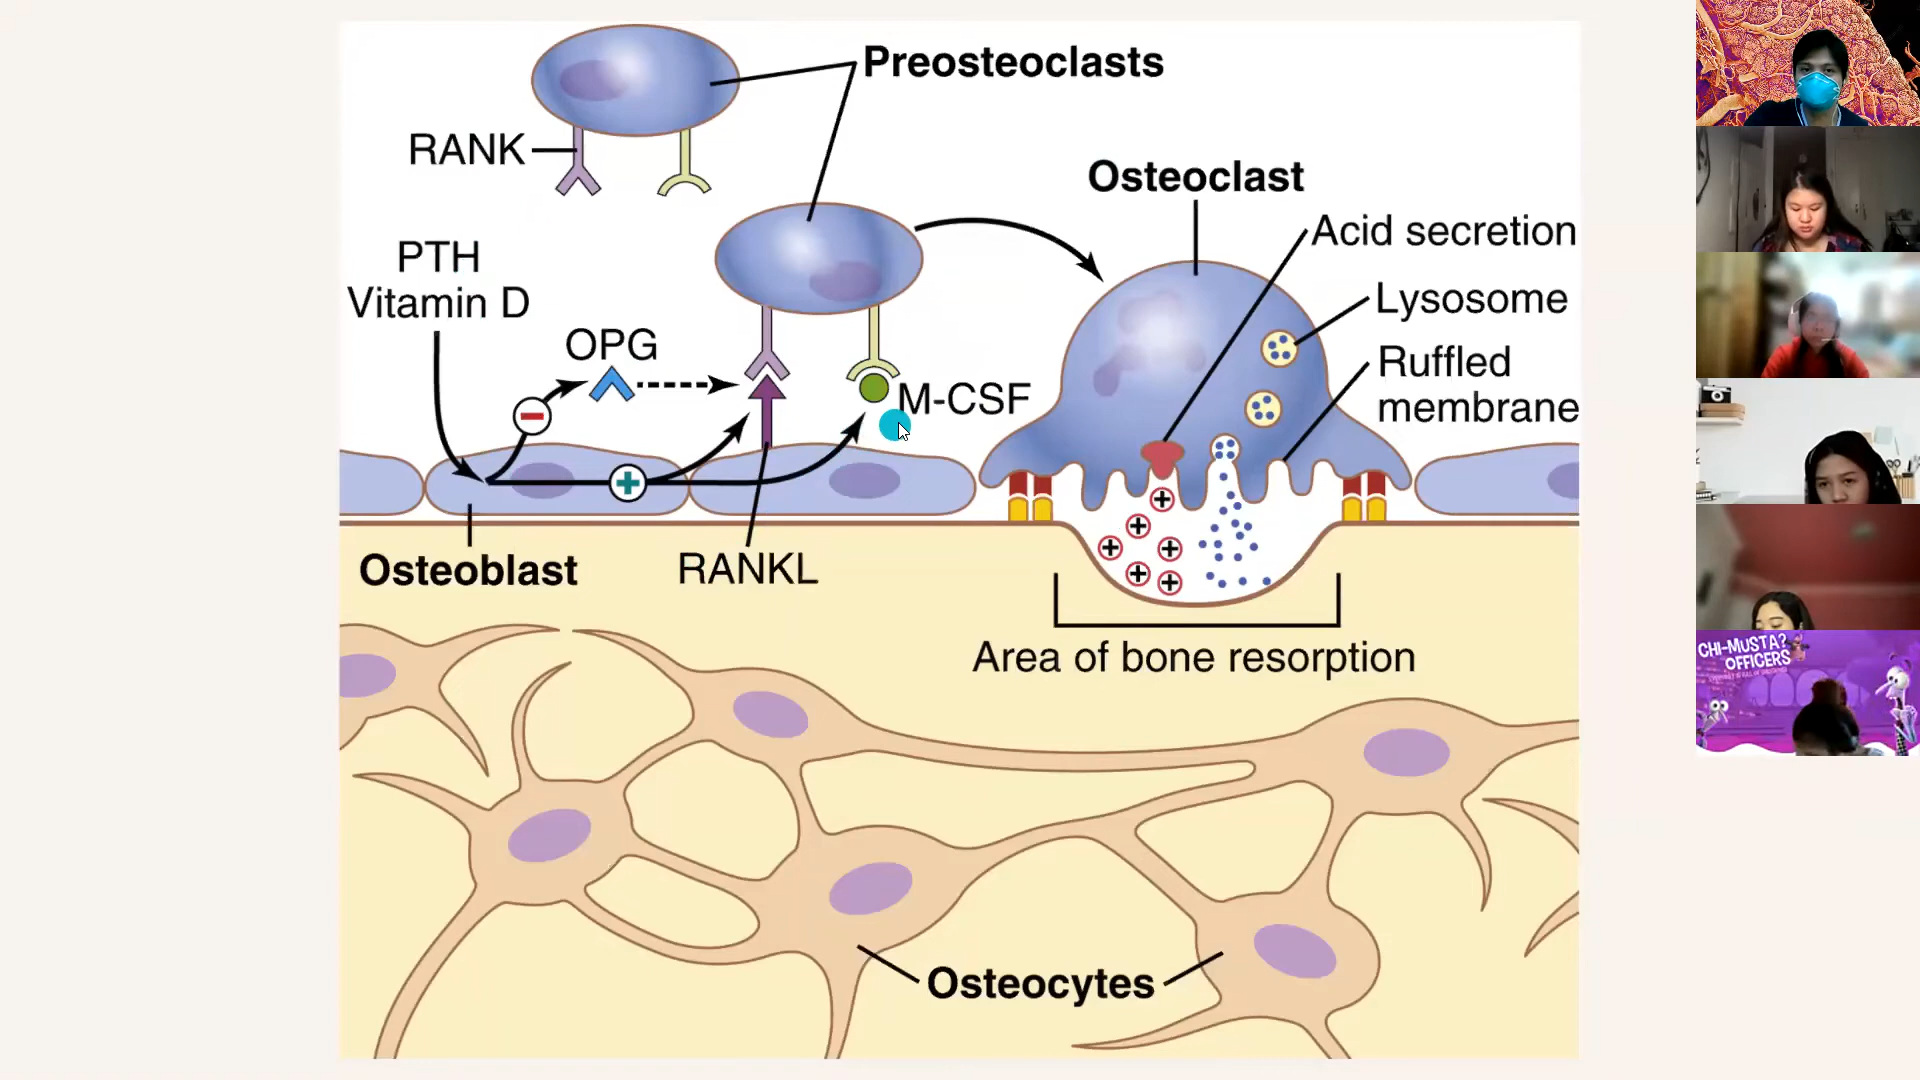 Preosteoclasts
RANK
Osteoclast
Acid secretion
PTH
Vitamin D
Lysosome
OPG
Ruffled
membrane
M-CSF
Osteoblast
RANKL
Area of bone resorption
Osteocytes
CHI-MUSTA?
OFFICERS